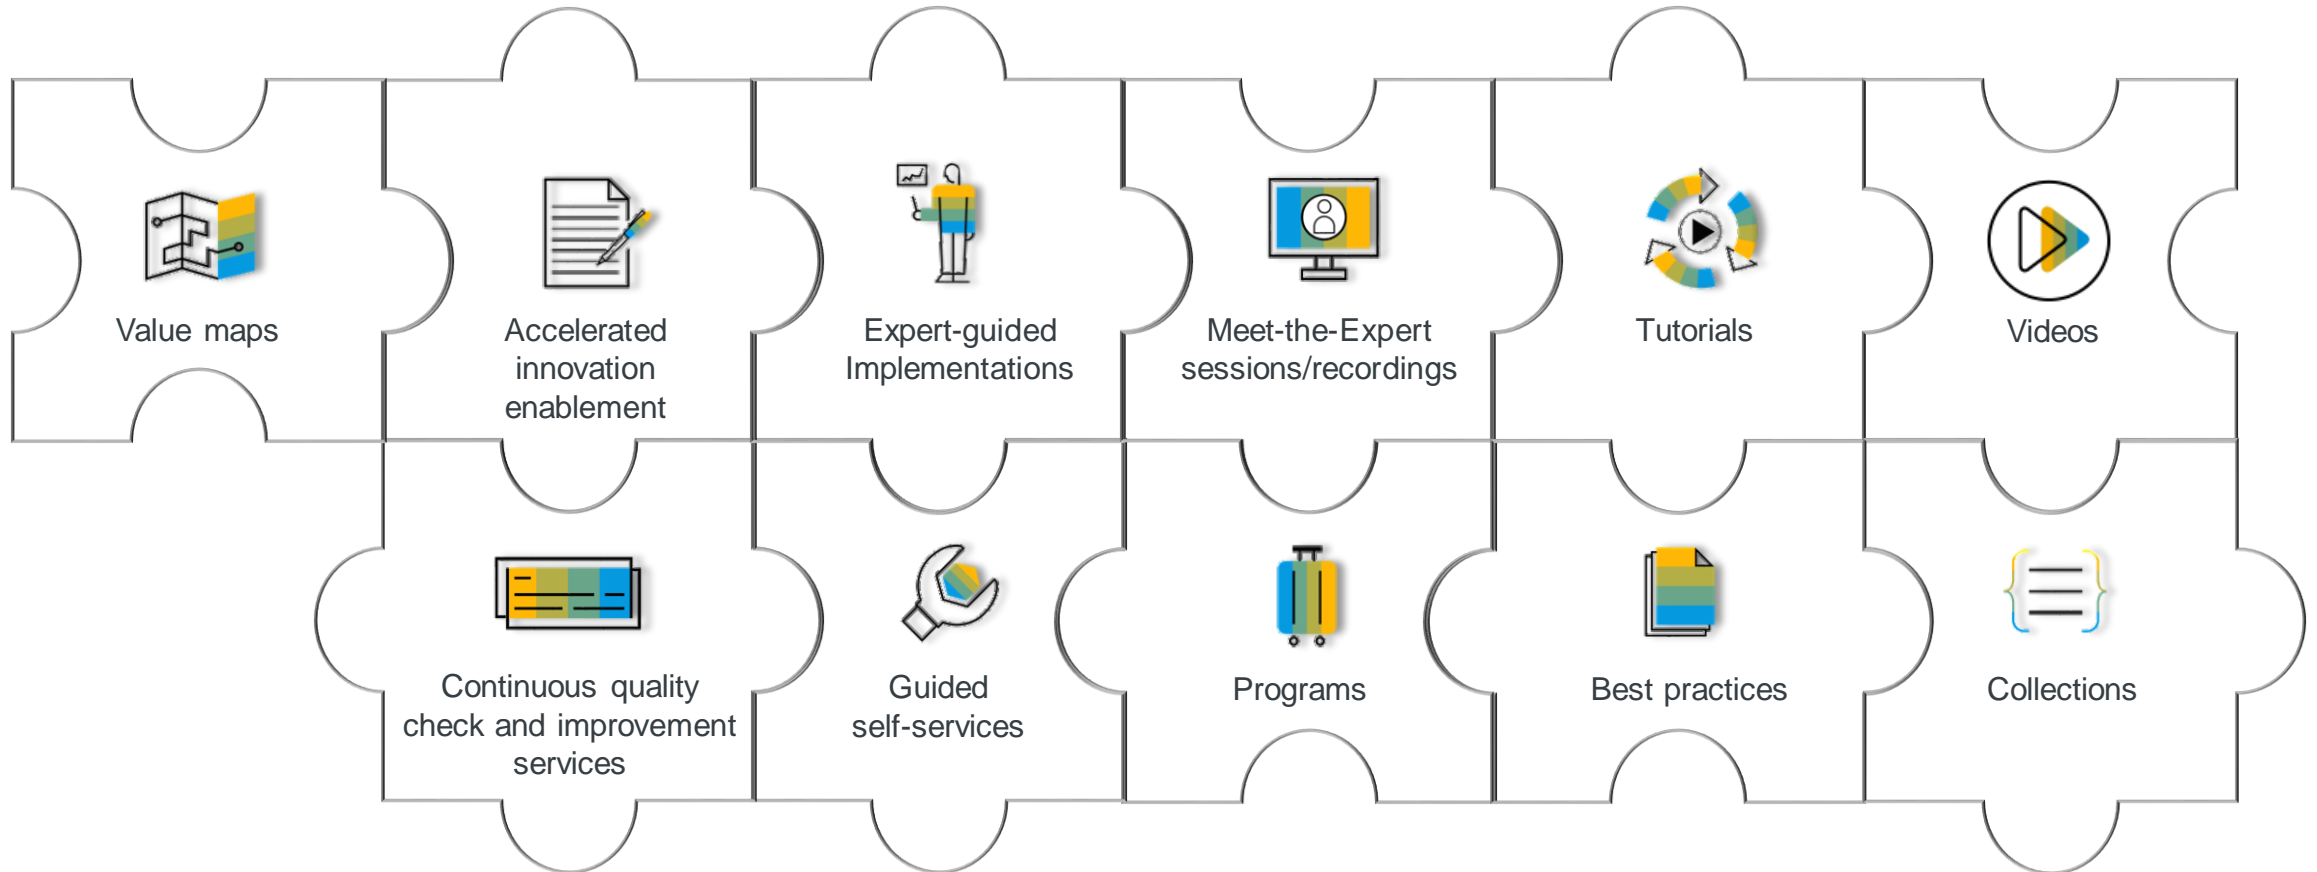 Value maps
Accelerated
innovation
enablement
Expert-guided
Implementations
Meet-the-Expert
sessions/recordings
Tutorials
Videos
Continuous quality
check and improvement
services
Guided
self-services
Programs
Best practices
Collections